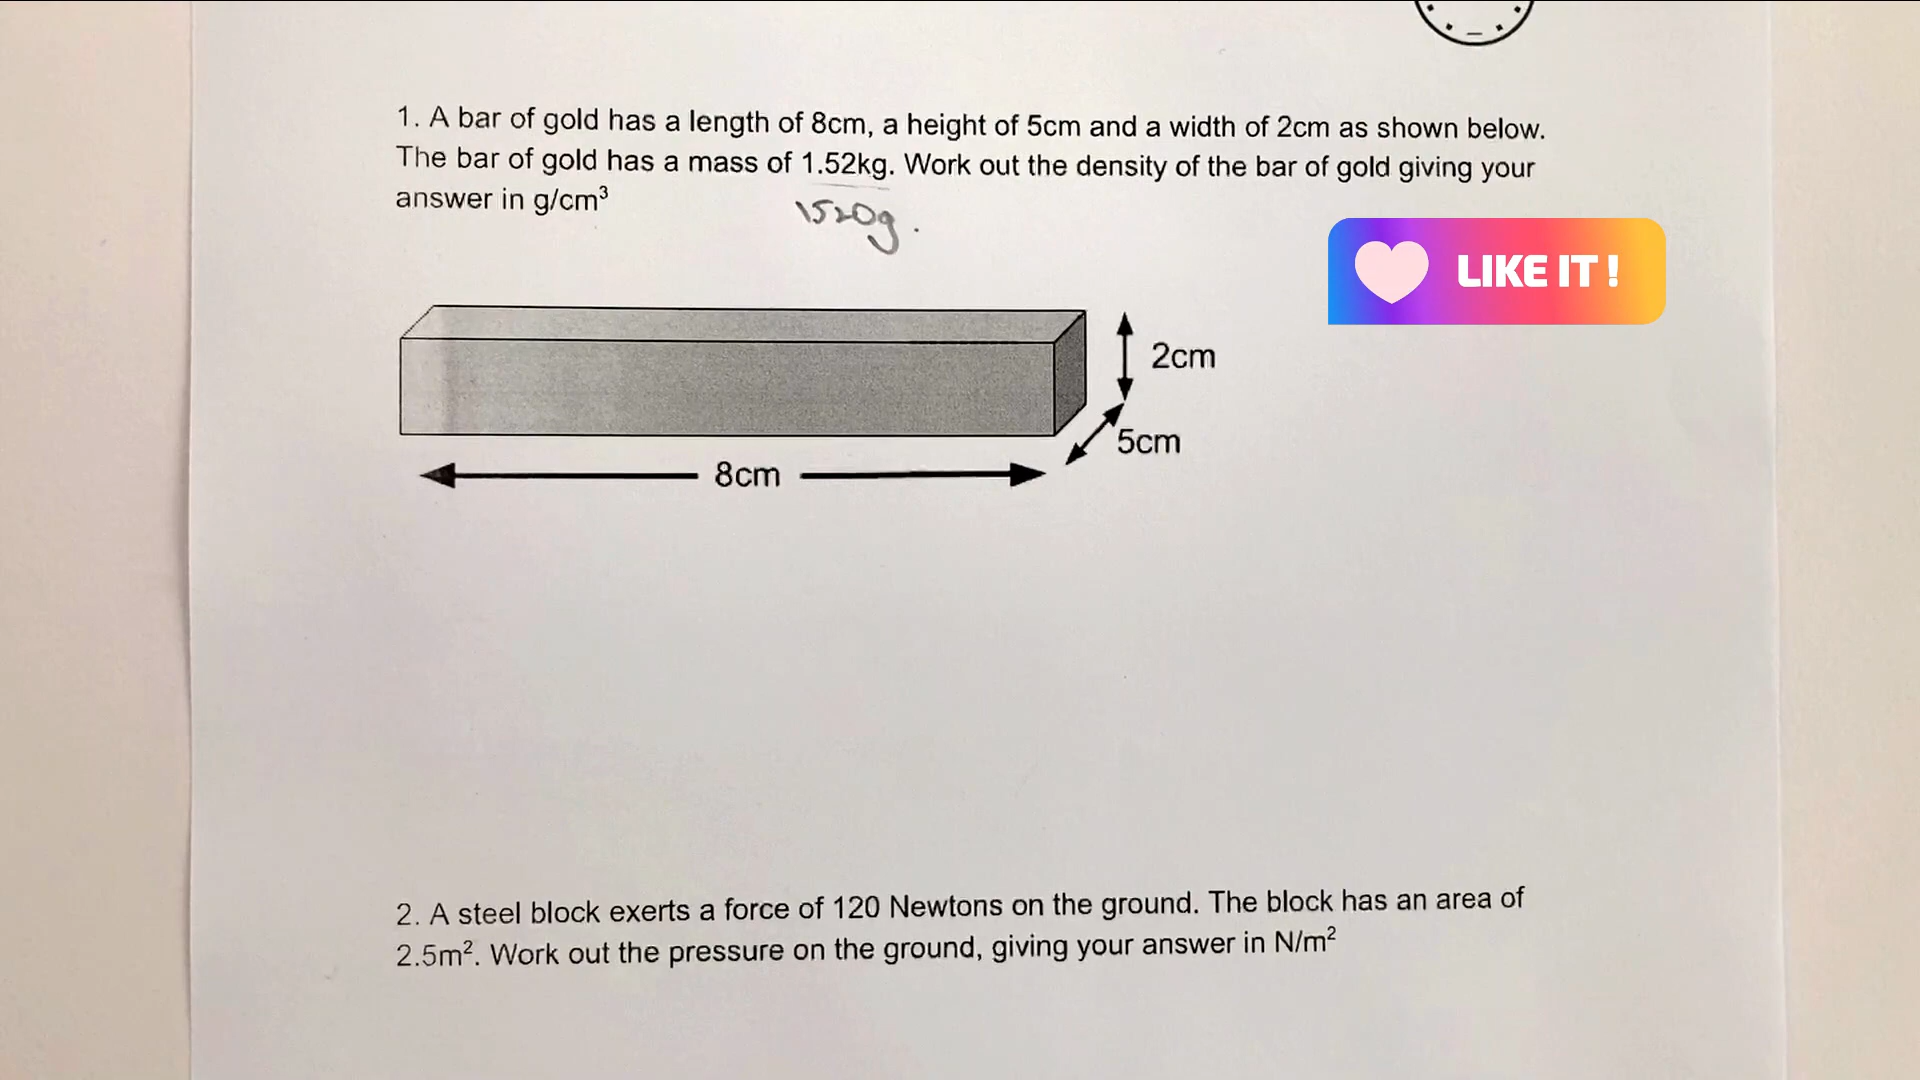 1. A bar of gold has a length of 8cm, a height of 5cm and a width of 2cm as shown below.
The bar of gold has a mass of 1.52kg. Work out the density of the bar of gold giving your
answer in g/cm³
1520g.
LIKE IT !
2cm
5cm
8cm
2. A steel block exerts a force of 120 Newtons on the ground. The block has an area of
2.5m². Work out the pressure on the ground, giving your answer in N/m²